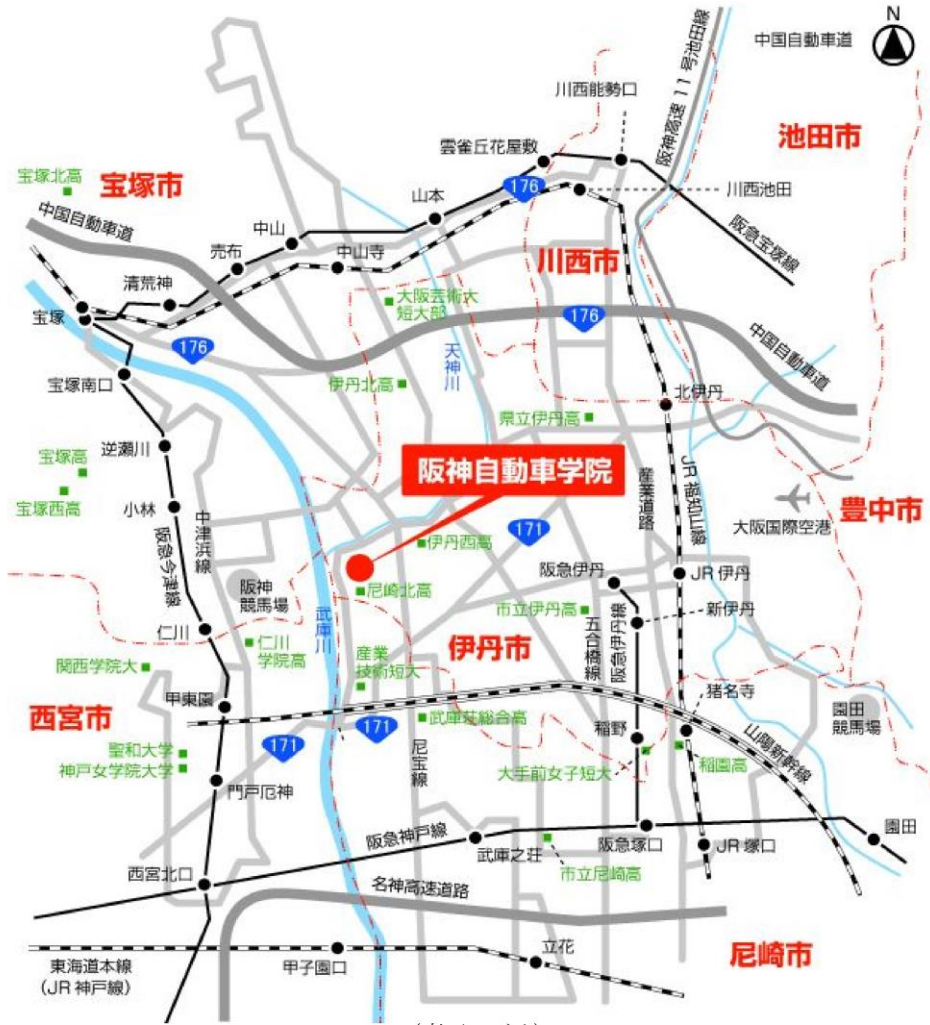 N
中国自動車道
阪神高速11号池田線
川西能勢口
池田市
雲雀丘花屋敷
宝塚北高
宝塚市
176
川西池田
山本
中国自動車道
中山
阪急宝塚線
売布
中山寺
川西市
清荒神
大阪芸術大
短大部
宝塚
176
176
天神川
中国自動車道
宝塚南口
伊丹北高
北伊丹
県立伊丹高
逆瀬川
宝塚高
阪神自動車学院
産業道路
JR福知山線
宝塚西高
小林
中津浜線
大阪国際空港
豊中市
171
阪急今津線
伊丹西高
阪急伊丹
JR伊丹
阪神
競馬場
尼崎北高
市立伊丹高
新伊丹
武庫川
五合橋線
阪急伊丹線
仁川
仁川
学院高
伊丹市
産業
技術短大
関西学院大
猪名寺
甲東園
西宮市
園田
競馬場
武庫荘総合高
171
171
稲野
山陽新幹線
聖和大学
神戸女学院大学
尼宝線
大手前女子短大
稲園高
門戸厄神
阪急神戸線
園田
武庫之荘
阪急塚口
JR塚口
西宮北口
市立尼崎高
名神高速道路
立花
尼崎市
東海道本線
(JR神戸線)
甲子園口